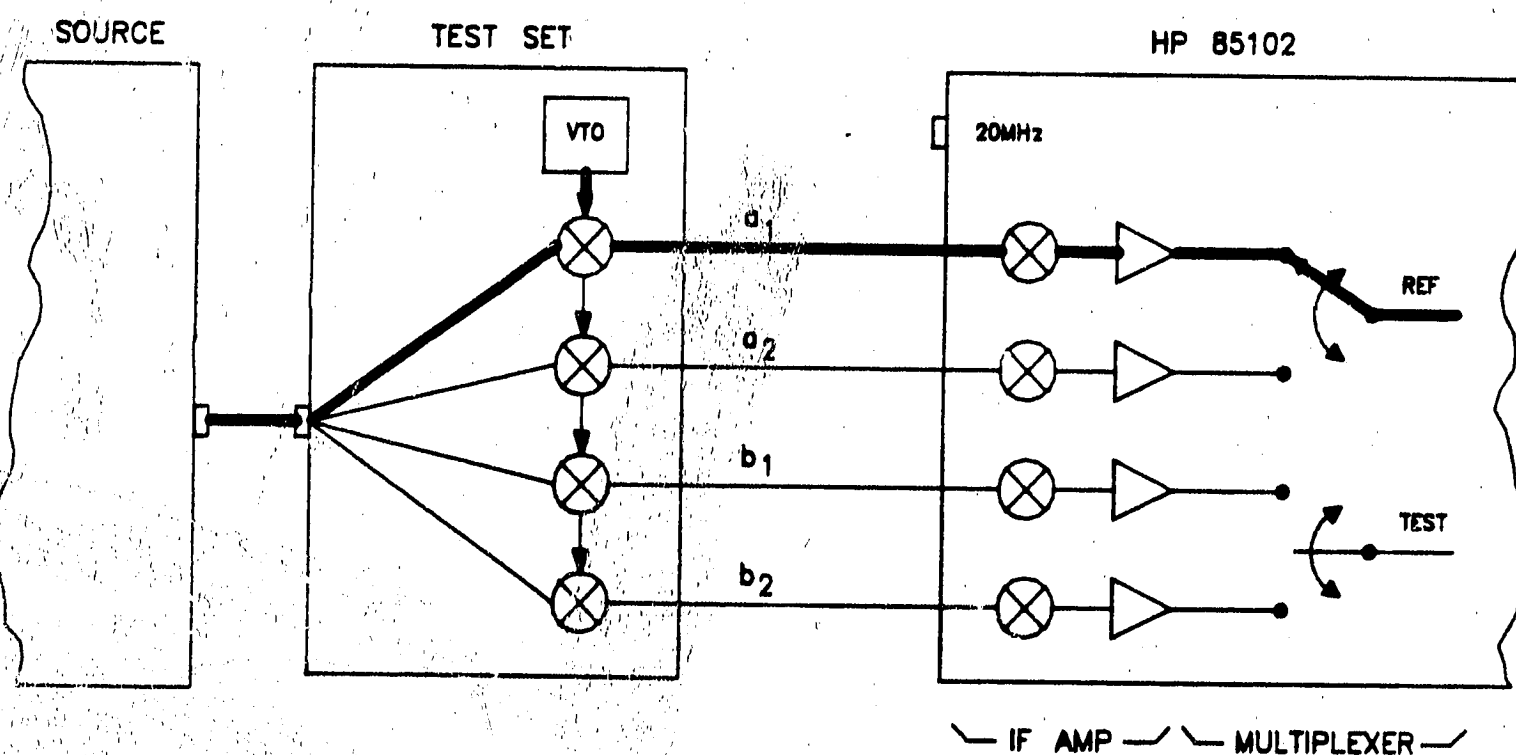 SOURCE
TEST SET
HP 85102
VTO
20MHz
a1
REF
a2
b1
TEST
b2
IF AMP
MULTIPLEXER